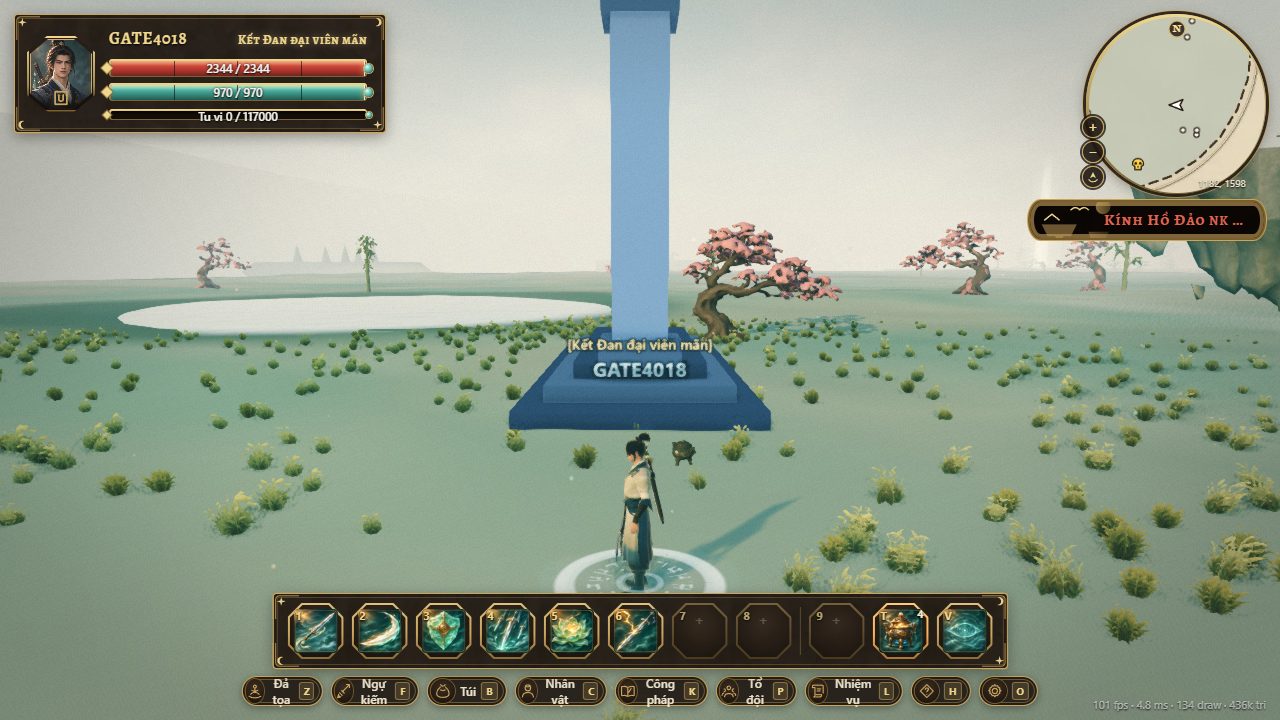 GATE4018
Kết Đan đại viên mãn
2344 / 2344
970 / 970
Tu vi 0 / 117000
U
N
+
−
1598
Kính Hồ Đảo NK ...
[Kết Đan đại viên mãn]
GATE4018
1 2 3 4 5 6 7 8 9 T 4 V
Đả tọa Z
Ngự kiếm F
Túi B
Nhân vật C
Công pháp K
Tổ đội P
Nhiệm vụ L
H
O
101 fps · 4.8 ms · 134 draw · 436k tri